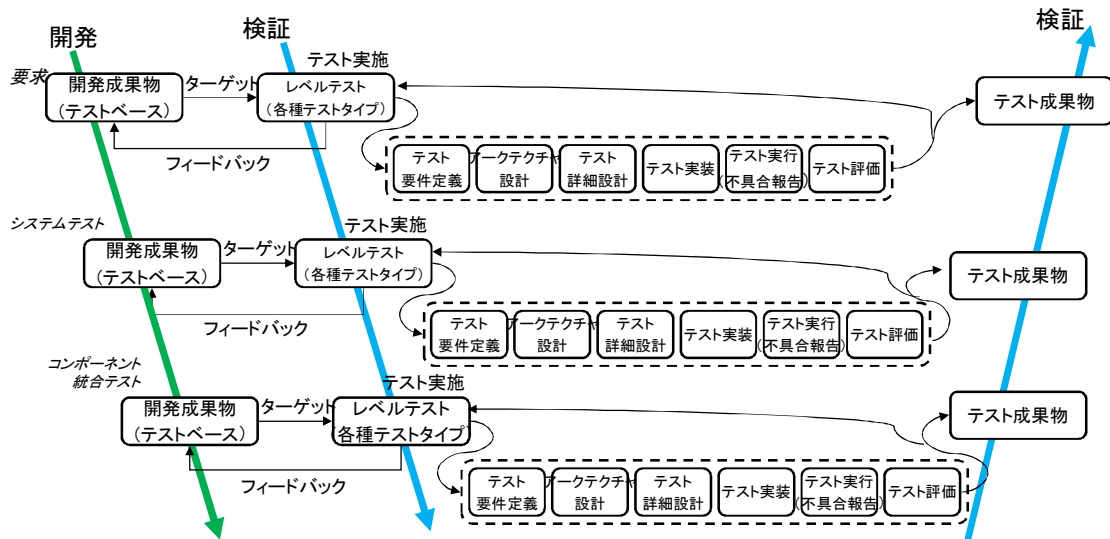 開発
検証
検証
要求
開発成果物
(テストベース)
ターゲット
テスト実施
レベルテスト
(各種テストタイプ)
フィードバック
テスト
要件定義
アークテクチャ
設計
テスト
詳細設計
テスト実装
テスト実行
(不具合報告)
テスト評価
テスト成果物
システムテスト
開発成果物
(テストベース)
ターゲット
テスト実施
レベルテスト
(各種テストタイプ)
フィードバック
テスト
要件定義
アークテクチャ
設計
テスト
詳細設計
テスト実装
テスト実行
(不具合報告)
テスト評価
テスト成果物
コンポーネント
統合テスト
開発成果物
(テストベース)
ターゲット
テスト実施
レベルテスト
(各種テストタイプ)
フィードバック
テスト
要件定義
アークテクチャ
設計
テスト
詳細設計
テスト実装
テスト実行
(不具合報告)
テスト評価
テスト成果物